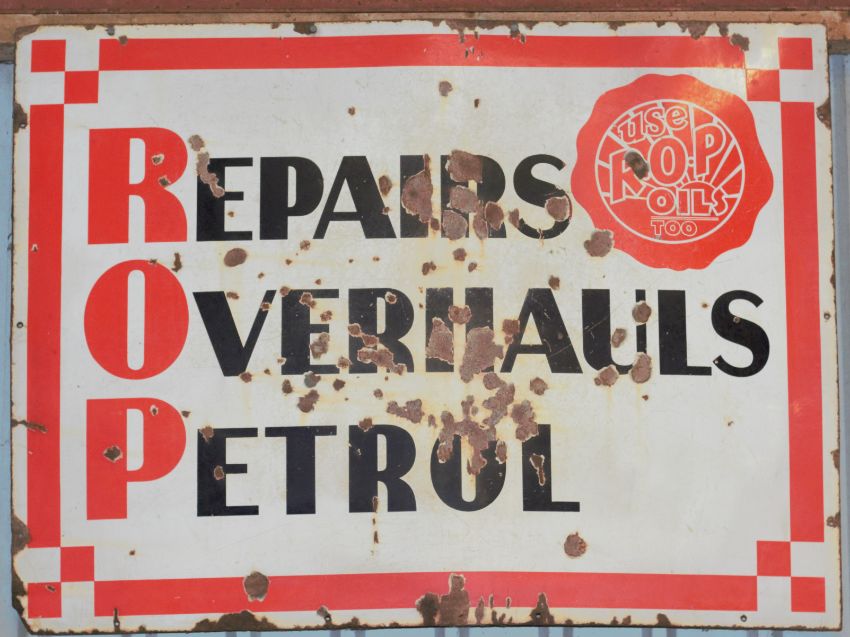 REPAIRS
OVERHAULS
PETROL
USE
R.O.P
OILS
TOO